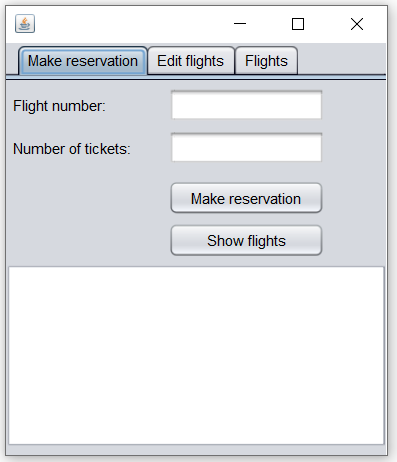 Make reservation Edit flights Flights
Flight number:
Number of tickets:
Make reservation
Show flights